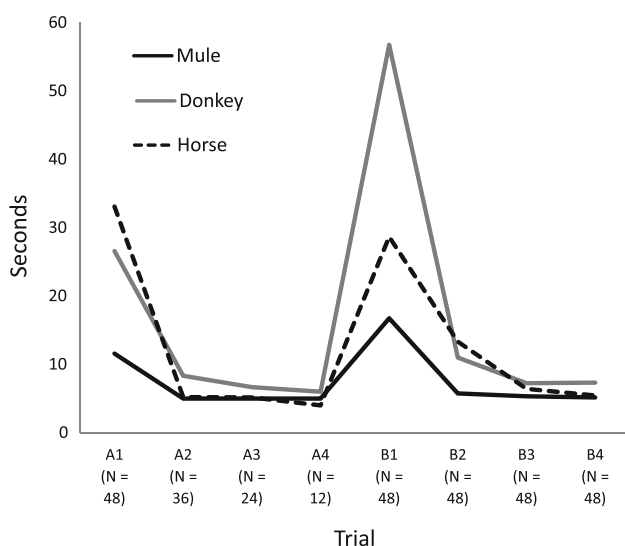 60
50
40
30
20
10
0
Seconds
Mule
Donkey
Horse
A1 (N = 48)
A2 (N = 36)
A3 (N = 24)
A4 (N = 12)
B1 (N = 48)
B2 (N = 48)
B3 (N = 48)
B4 (N = 48)
Trial